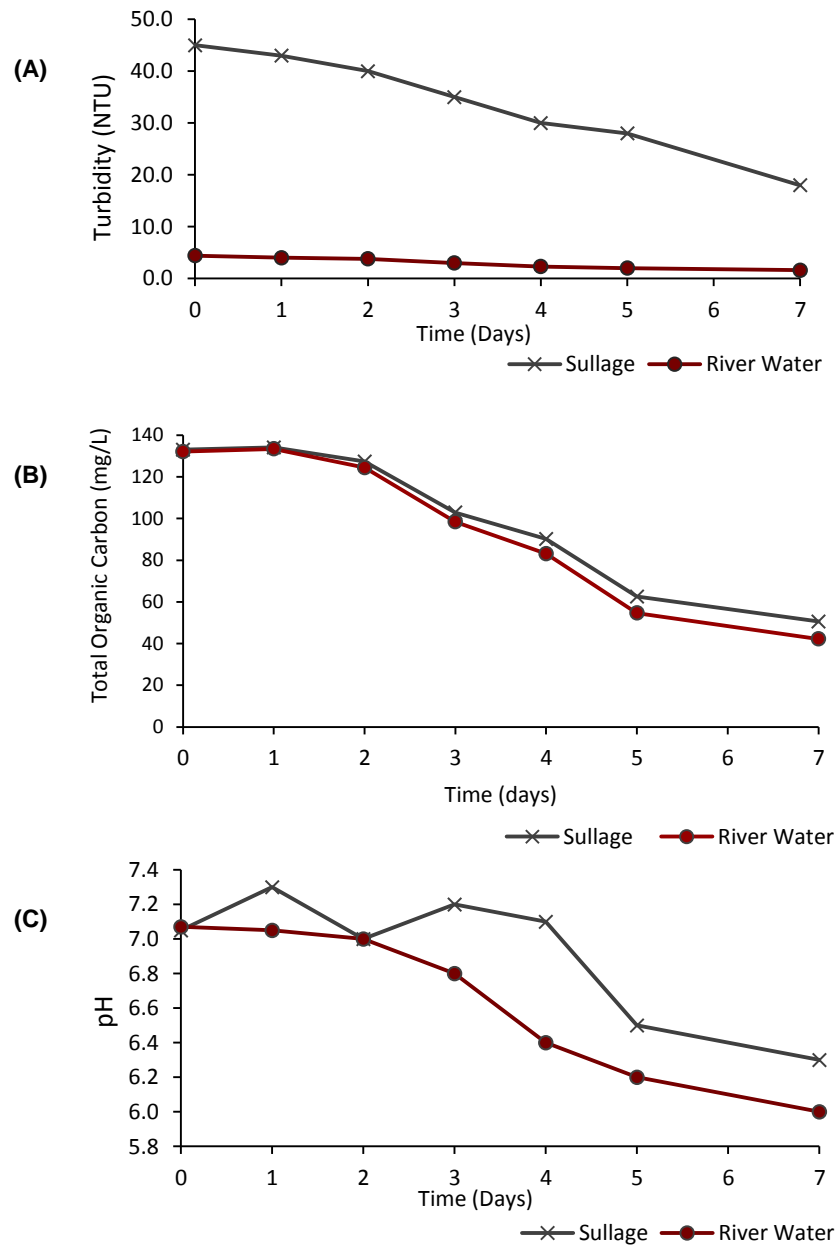 (A)
Turbidity (NTU)
50.0
40.0
30.0
20.0
10.0
0.0
0 1 2 3 4 5 6 7
Time (Days)
Sullage River Water
(B)
Total Organic Carbon (mg/L)
140
120
100
80
60
40
20
0
0 1 2 3 4 5 6 7
Time (days)
Sullage River Water
(C)
pH
7.4
7.2
7.0
6.8
6.6
6.4
6.2
6.0
5.8
0 1 2 3 4 5 6 7
Time (Days)
Sullage River Water